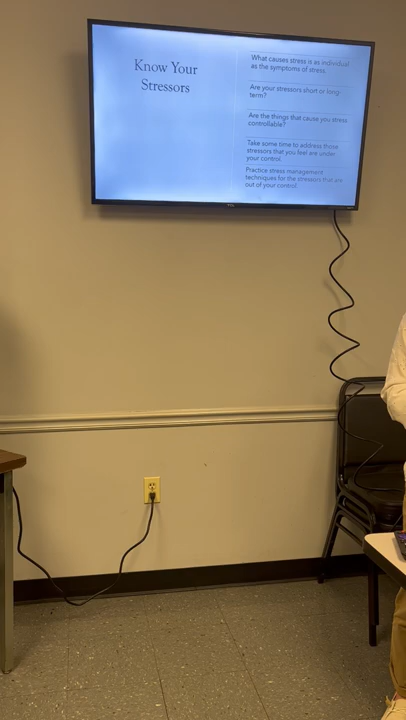 Know Your
Stressors
What causes stress is as individual
as the symptoms of stress.
Are your stressors short or long-
term?
Are the things that cause you stress
controllable?
Take some time to address those
stressors that you feel are under
your control.
Practice stress management
techniques for the stressors that are
out of your control.
TCL